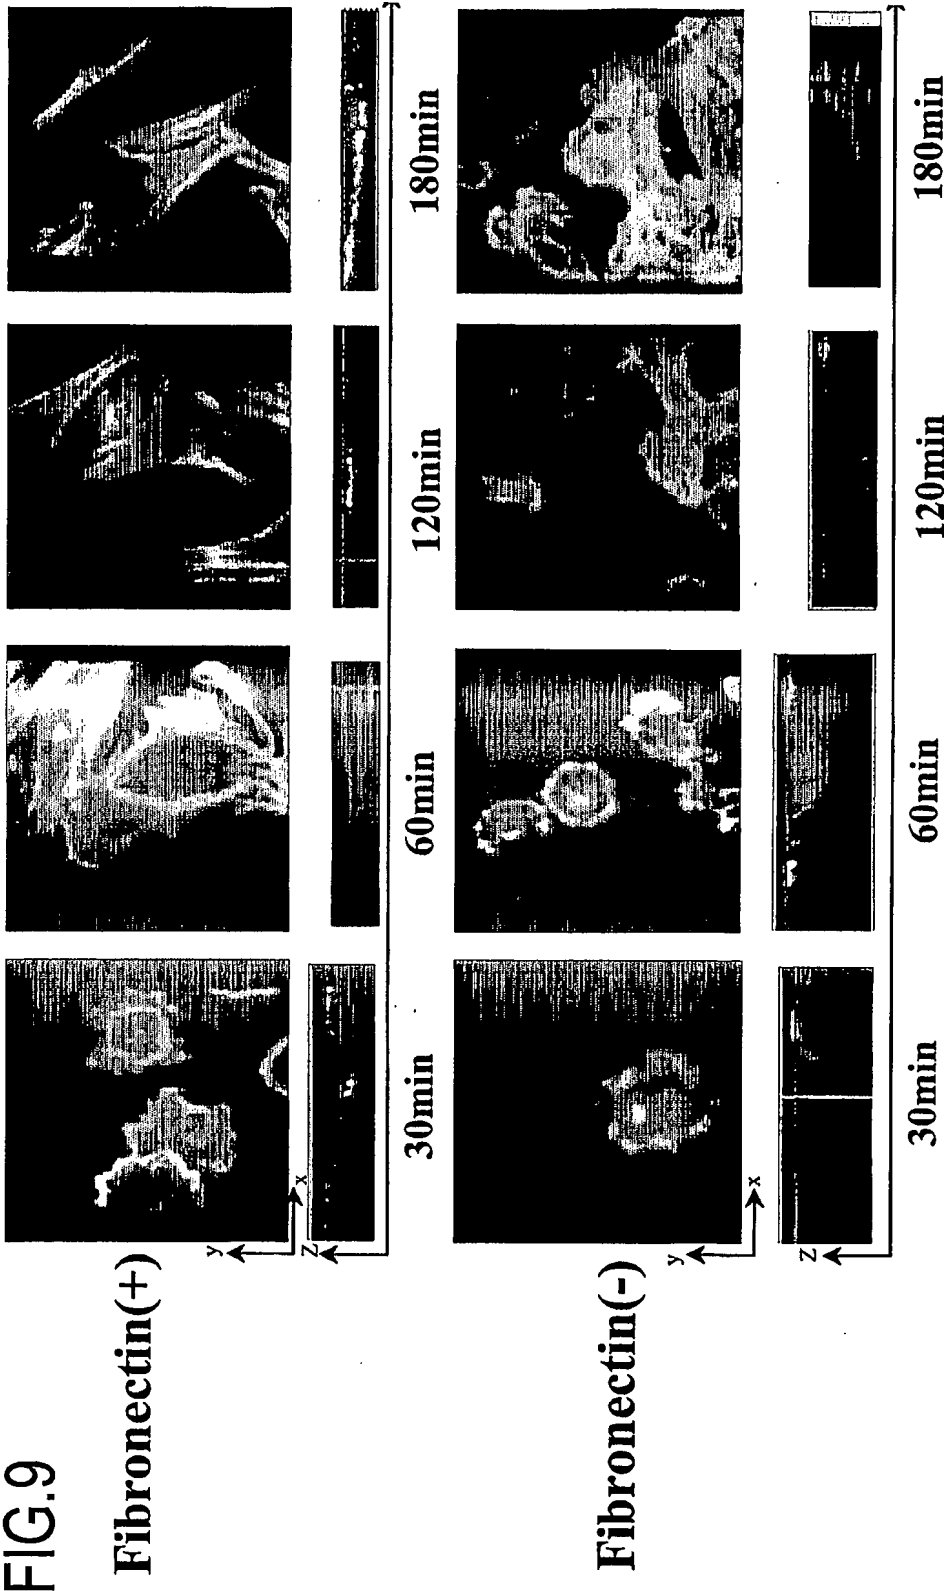 FIG.9
Fibronectin(+)
y
x
z
30min
60min
120min
180min
Fibronectin(-)
y
x
z
30min
60min
120min
180min